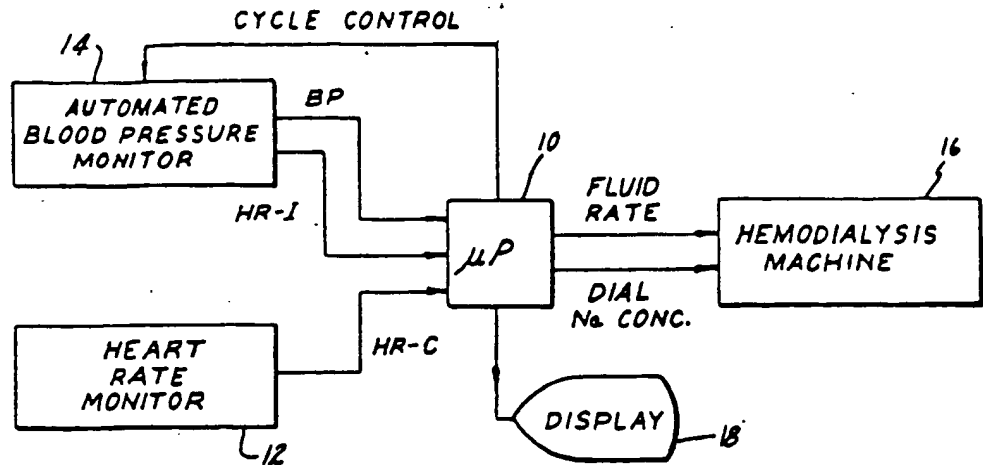 CYCLE CONTROL
14
AUTOMATED
BLOOD PRESSURE
MONITOR
BP
HR-I
10
μP
FLUID
RATE
DIAL
Na CONC.
16
HEMODIALYSIS
MACHINE
HEART
RATE
MONITOR
12
HR-C
DISPLAY
18